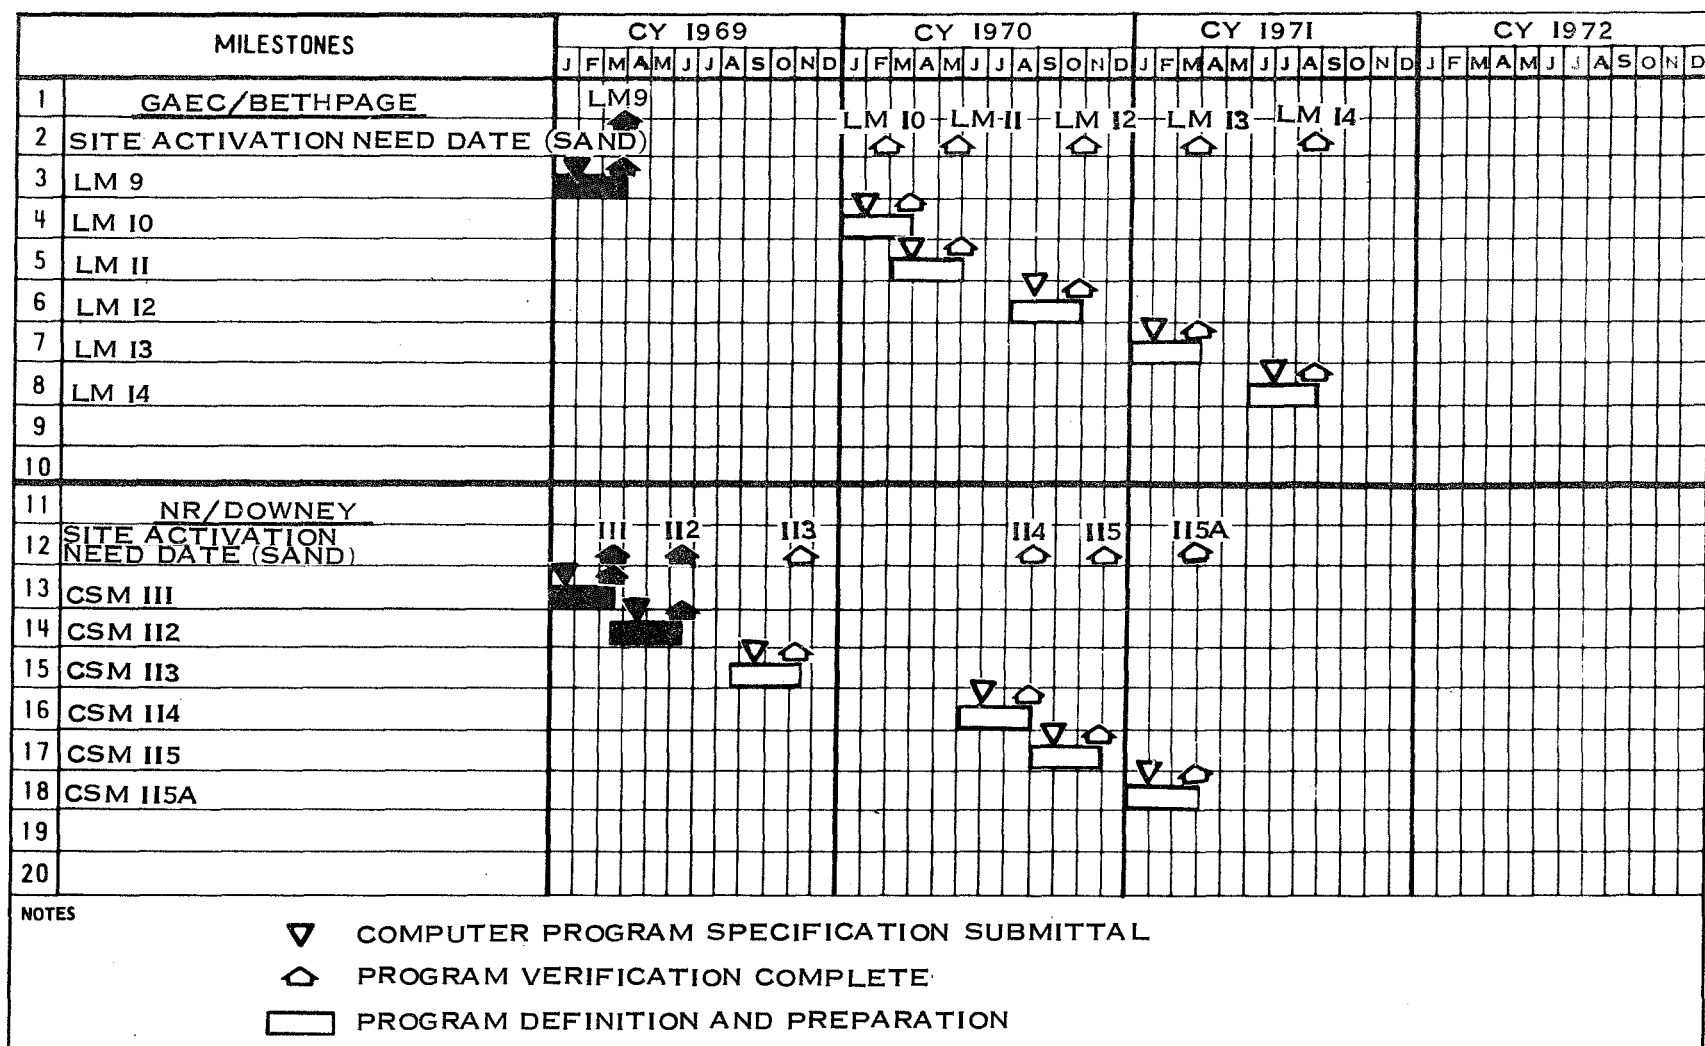 MILESTONES
CY 1969 CY 1970 CY 1971 CY 1972
J F M A M J J A S O N D J F M A M J J A S O N D J F M A M J J A S O N D J F M A M J J A S O N D
1 GAEC/BETHPAGE LM9
LM 10 LM 11 LM 12 LM 13 LM 14
2 SITE ACTIVATION NEED DATE (SAND)
3 LM 9
4 LM 10
5 LM 11
6 LM 12
7 LM 13
8 LM 14
9
10
11 NR/DOWNEY
111 112 113 114 115 115A
12 SITE ACTIVATION
NEED DATE (SAND)
13 CSM 111
14 CSM 112
15 CSM 113
16 CSM 114
17 CSM 115
18 CSM 115A
19
20
NOTES
COMPUTER PROGRAM SPECIFICATION SUBMITTAL
PROGRAM VERIFICATION COMPLETE
PROGRAM DEFINITION AND PREPARATION